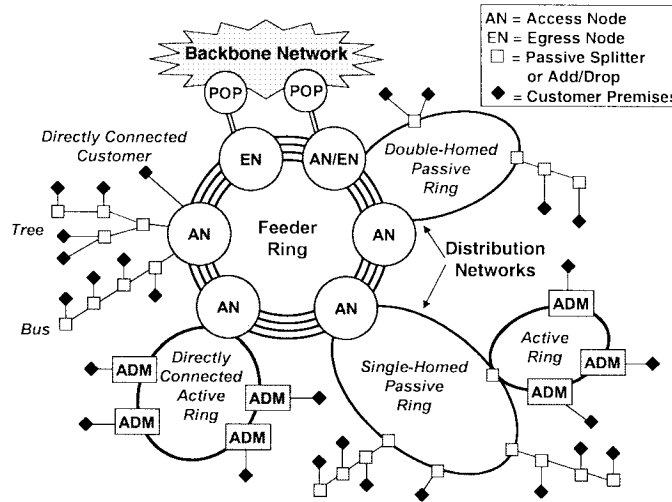 AN = Access Node
EN = Egress Node
= Passive Splitter
or Add/Drop
= Customer Premises
Backbone Network
POP
POP
Directly Connected
Customer
EN
AN/EN
Double-Homed
Passive
Ring
Tree
AN
Feeder
Ring
AN
Distribution
Networks
Bus
AN
AN
ADM
Directly
Connected
Active
Ring
ADM
ADM
ADM
Single-Homed
Passive
Ring
ADM
Active
Ring
ADM
ADM